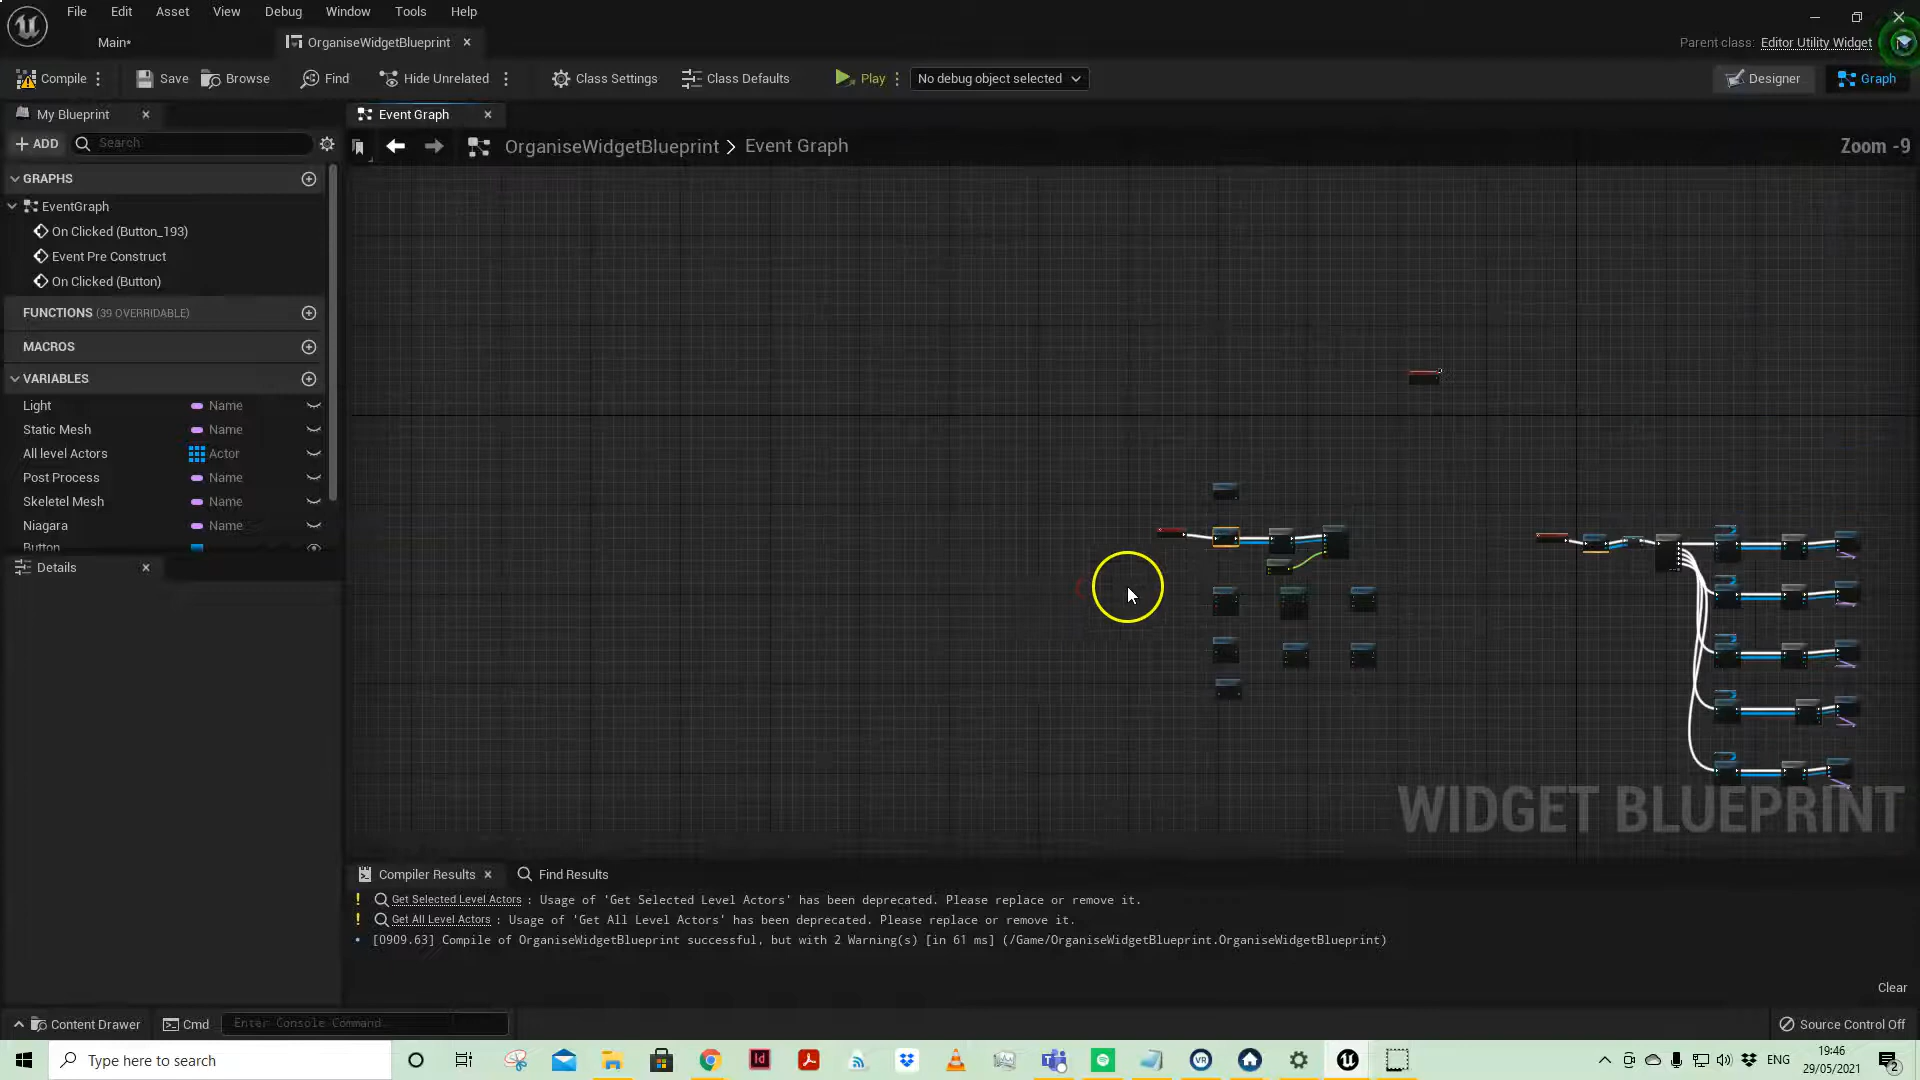 File Edit Asset View Debug Window Tools Help
Main*
OrganiseWidgetBlueprint
Parent class: Editor Utility Widget
Compile
Save
Browse
Find
Hide Unrelated
Class Settings
Class Defaults
Play
No debug object selected
Designer
Graph
My Blueprint
Event Graph
ADD
Search
OrganiseWidgetBlueprint > Event Graph
Zoom -9
GRAPHS
EventGraph
On Clicked (Button_193)
Event Pre Construct
On Clicked (Button)
FUNCTIONS (39 OVERRIDABLE)
MACROS
VARIABLES
Light Name
Static Mesh Name
All level Actors Actor
Post Process Name
Skeletel Mesh Name
Niagara Name
Button
Details
WIDGET BLUEPRINT
Compiler Results
Find Results
! Get Selected Level Actors : Usage of 'Get Selected Level Actors' has been deprecated. Please replace or remove it.
! Get All Level Actors : Usage of 'Get All Level Actors' has been deprecated. Please replace or remove it.
• [0909.63] Compile of OrganiseWidgetBlueprint successful, but with 2 Warning(s) [in 61 ms] (/Game/OrganiseWidgetBlueprint.OrganiseWidgetBlueprint)
Clear
Content Drawer
Cmd
Enter Console Command
Source Control Off
Type here to search
ENG
19:46
29/05/2021